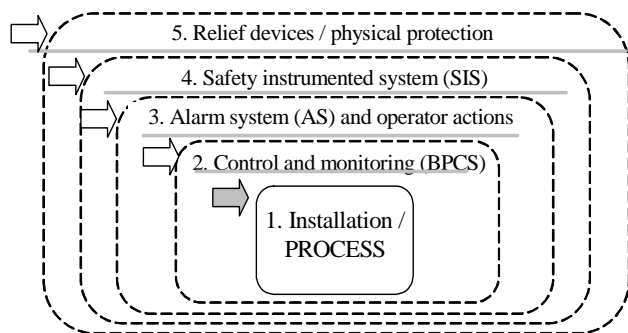 5. Relief devices / physical protection
4. Safety instrumented system (SIS)
3. Alarm system (AS) and operator actions
2. Control and monitoring (BPCS)
1. Installation /
PROCESS